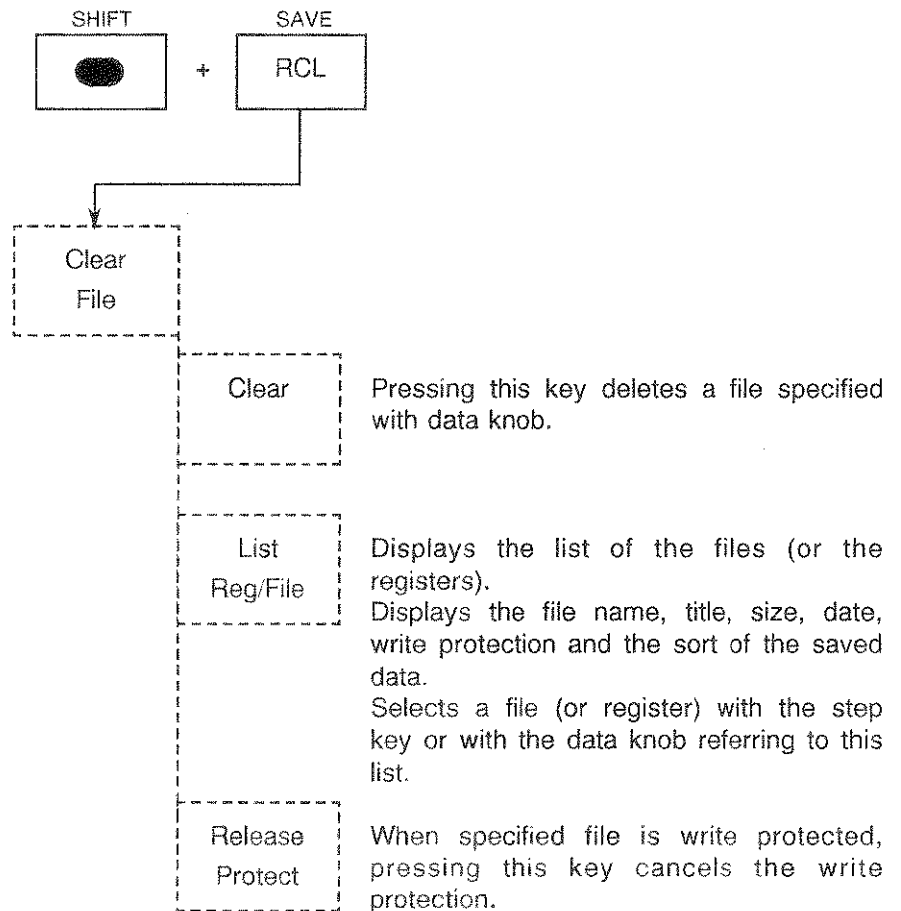 SHIFT SAVE
+ RCL
Clear
File
Clear
Pressing this key deletes a file specified
with data knob.
List
Reg/File
Displays the list of the files (or the
registers).
Displays the file name, title, size, date,
write protection and the sort of the saved
data.
Selects a file (or register) with the step
key or with the data knob referring to this
list.
Release
Protect
When specified file is write protected,
pressing this key cancels the write
protection.